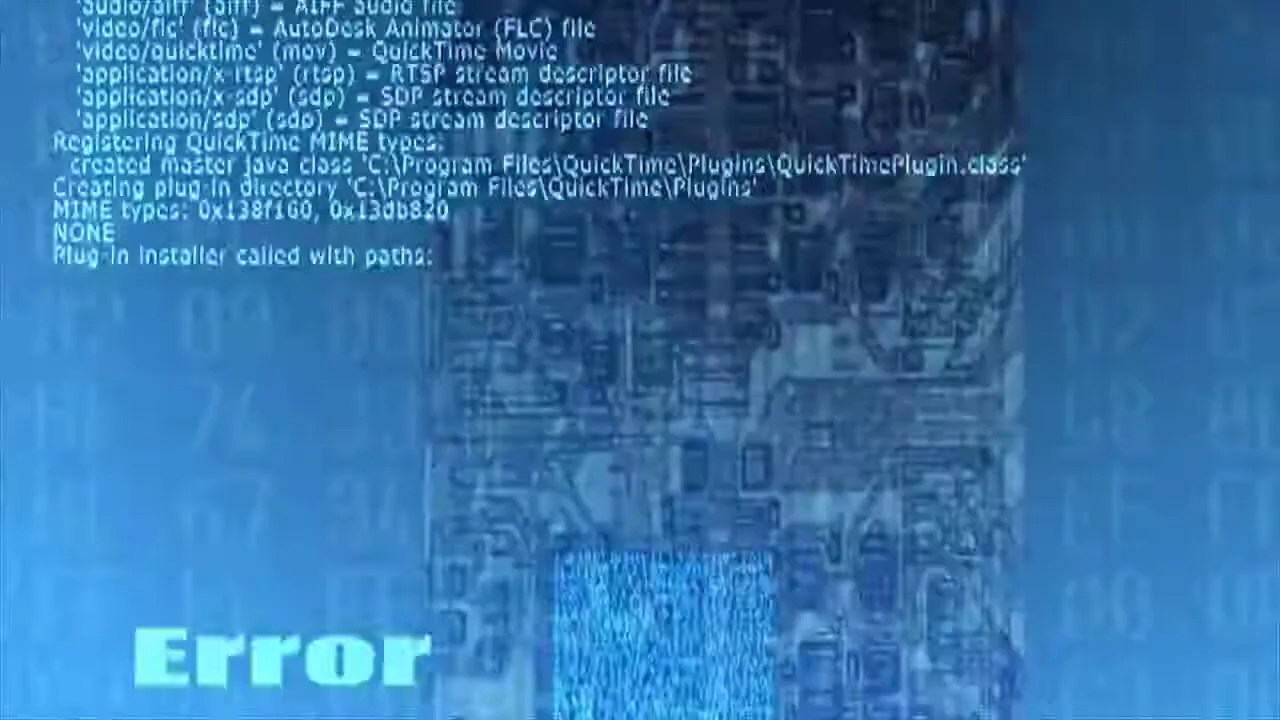 'audio/aiff' (aiff) = AIFF audio file
'video/flc' (flc) = AutoDesk Animator (FLC) file
'video/quicktime' (mov) = QuickTime Movie
'application/x-rtsp' (rtsp) = RTSP stream descriptor file
'application/x-sdp' (sdp) = SDP stream descriptor file
'application/sdp' (sdp) = SDP stream descriptor file
Registering QuickTime MIME types:
created master java class 'C:\Program Files\QuickTime\Plugins\QuickTimePlugin.class'
Creating plug-in directory 'C:\Program Files\QuickTime\Plugins'
MIME types: 0x138f160, 0x13db820
NONE
Plug-in installer called with paths:
Error